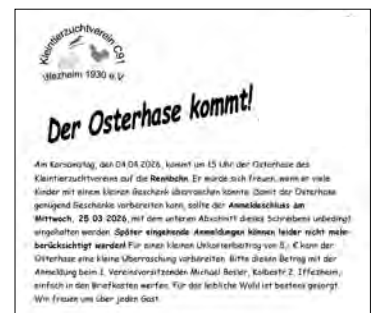 Kleintierzuchtverein C91
Iffezheim 1930 e.V
Der Osterhase kommt!
Am Karsamstag, den 04.04.2026, kommt um 15 Uhr der Osterhase des
Kleintierzuchtvereins auf die Rennbahn. Er würde sich freuen, wenn er viele
Kinder mit einem kleinen Geschenk überraschen könnte. Damit der Osterhase
genügend Geschenke vorbereiten kann, sollte der Anmeldeschluss am
Mittwoch, 25.03.2026, mit dem unteren Abschnitt dieses Schreibens unbedingt
eingehalten werden. Später eingehende Anmeldungen können leider nicht mehr
berücksichtigt werden! Für einen kleinen Unkostenbeitrag von 5,- € kann der
Osterhase eine kleine Überraschung vorbereiten. Bitte diesen Betrag mit der
Anmeldung beim 1. Vereinsvorsitzenden Michael Besler, Kolbestr 2, Iffezheim,
einfach in den Briefkasten werfen. Für das leibliche Wohl ist bestens gesorgt.
Wir freuen uns über jeden Gast.